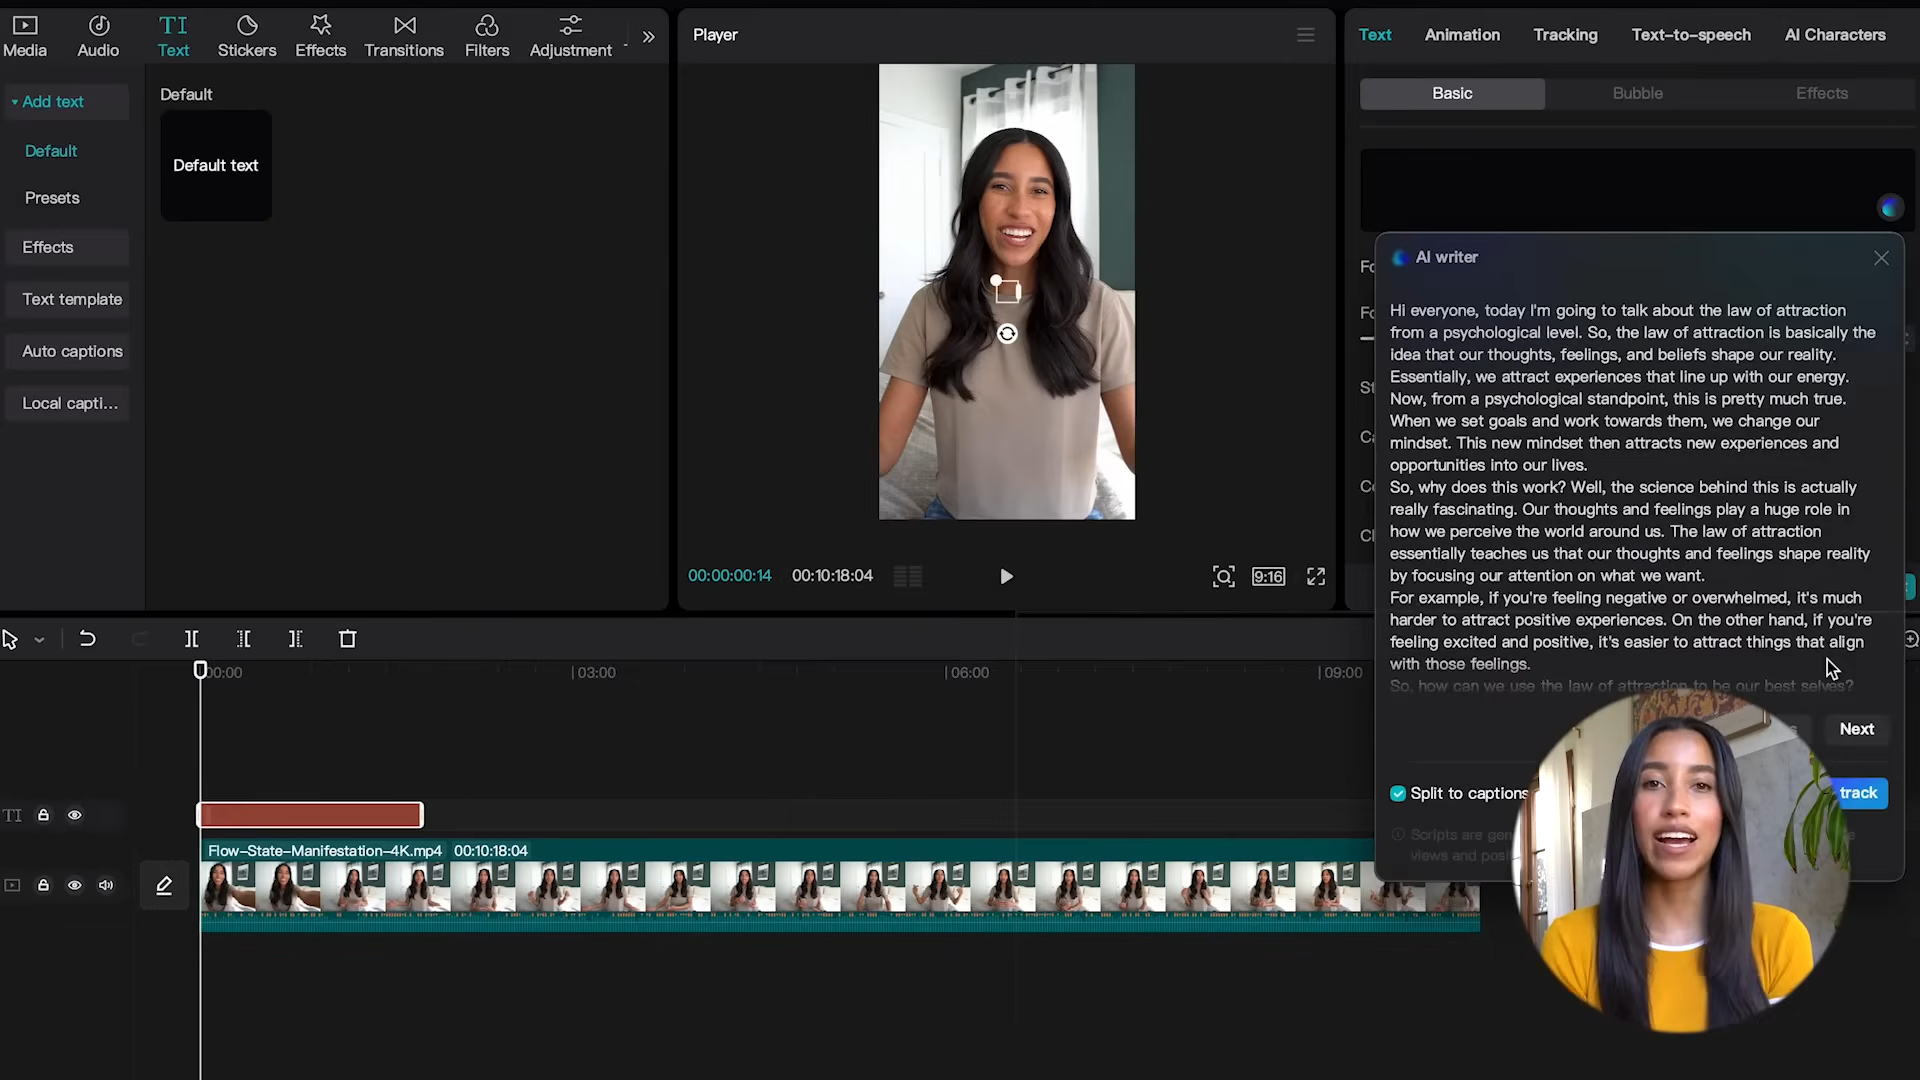 Media
Audio
Text
Stickers
Effects
Transitions
Filters
Adjustment
Add text
Default
Presets
Effects
Text template
Auto captions
Local capti...
Default
Default text
Player
00:00:00:14
00:10:18:04
9:16
Text
Animation
Tracking
Text-to-speech
AI Characters
Basic
Bubble
Effects
AI writer
Hi everyone, today I'm going to talk about the law of attraction
from a psychological level. So, the law of attraction is basically the
idea that our thoughts, feelings, and beliefs shape our reality.
Essentially, we attract experiences that line up with our energy.
Now, from a psychological standpoint, this is pretty much true.
When we set goals and work towards them, we change our
mindset. This new mindset then attracts new experiences and
opportunities into our lives.
So, why does this work? Well, the science behind this is actually
really fascinating. Our thoughts and feelings play a huge role in
how we perceive the world around us. The law of attraction
essentially teaches us that our thoughts and feelings shape reality
by focusing our attention on what we want.
For example, if you're feeling negative or overwhelmed, it's much
harder to attract positive experiences. On the other hand, if you're
feeling excited and positive, it's easier to attract things that align
with those feelings.
So, how can we use the law of attraction to be our best selves?
Next
Split to captions
track
Scripts are gen
views and posi
00:00
03:00
06:00
09:00
TI
Flow-State-Manifestation-4K.mp4 00:10:18:04